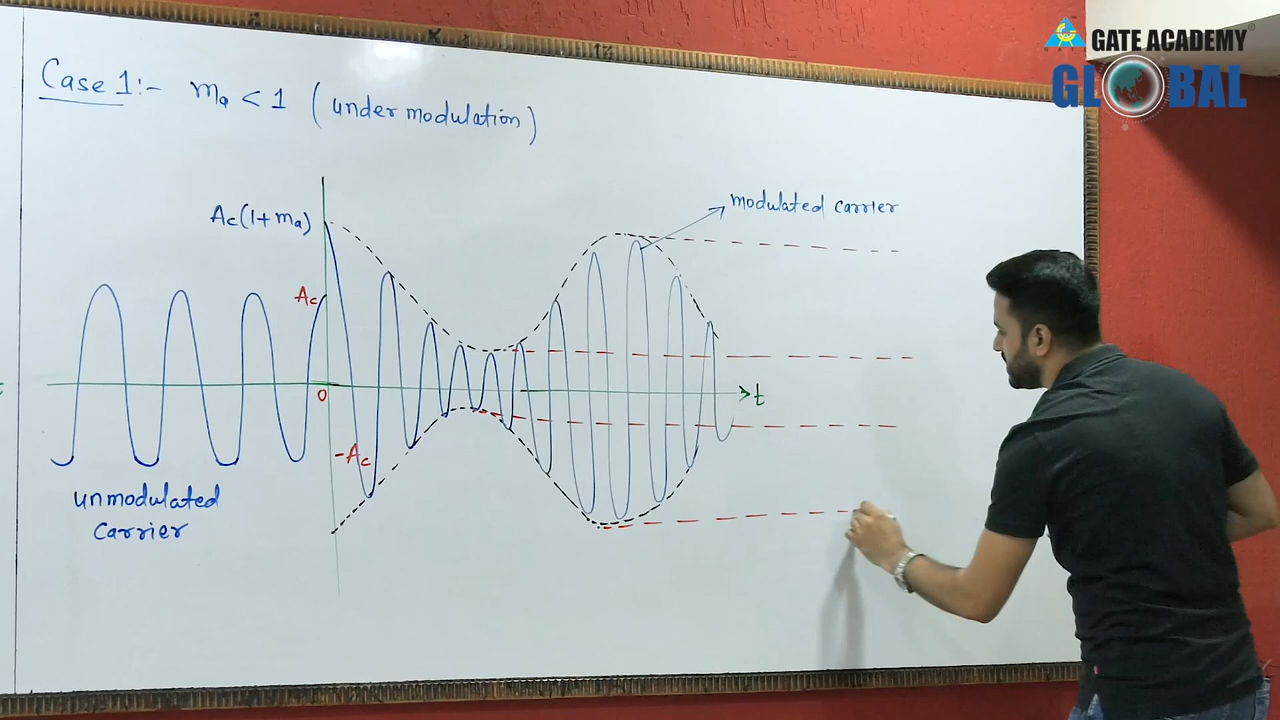 GATE ACADEMY
GLOBAL
Case 1:- ma < 1 (under modulation)
modulated carrier
Ac(1+ma)
Ac
0
t
-Ac
unmodulated
carrier